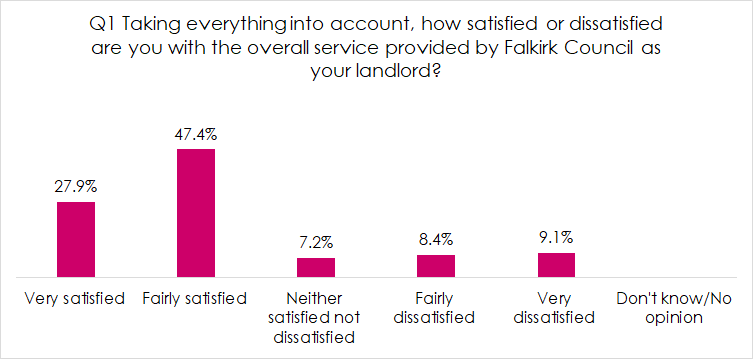 Q1 Taking everything into account, how satisfied or dissatisfied
are you with the overall service provided by Falkirk Council as
your landlord?
47.4%
27.9%
7.2%
8.4%
9.1%
Very satisfied
Fairly satisfied
Neither
satisfied not
dissatisfied
Fairly
dissatisfied
Very
dissatisfied
Don't know/No
opinion